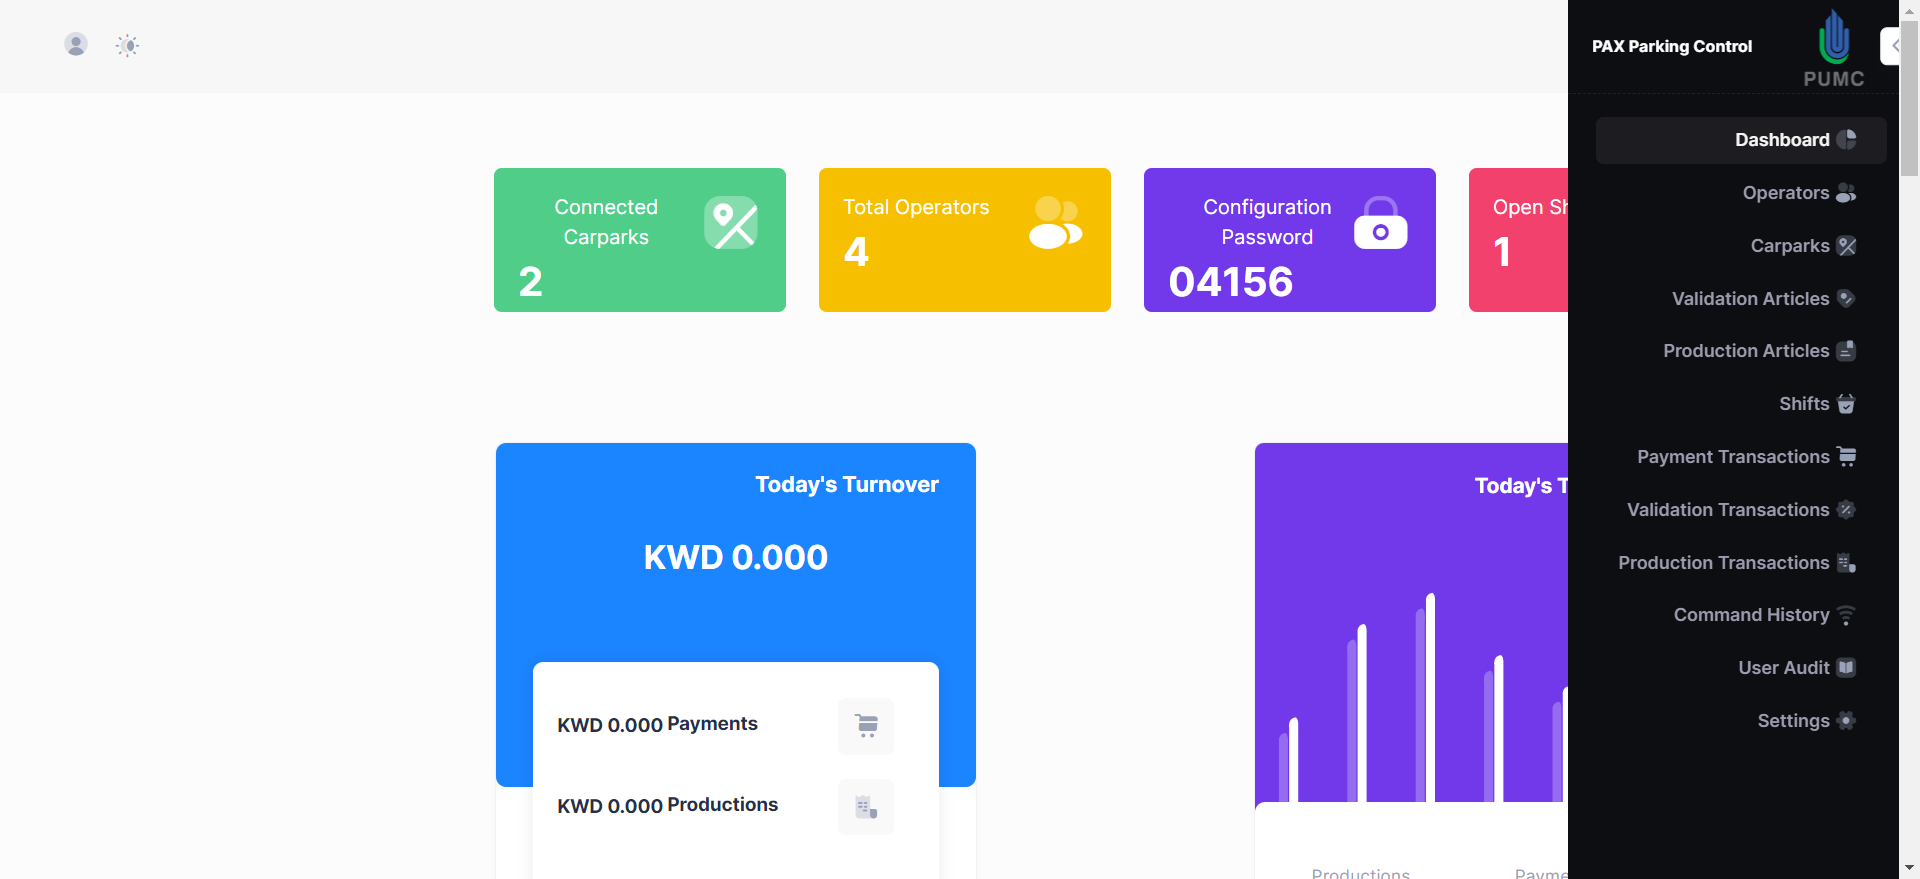 PAX Parking Control
PUMC
Dashboard
Operators
Carparks
Validation Articles
Production Articles
Shifts
Payment Transactions
Validation Transactions
Production Transactions
Command History
User Audit
Settings
Connected
Carparks
2
Total Operators
4
Configuration
Password
04156
Open Sh
1
Today's Turnover
KWD 0.000
KWD 0.000 Payments
KWD 0.000 Productions
Today's T
Productions
Payme